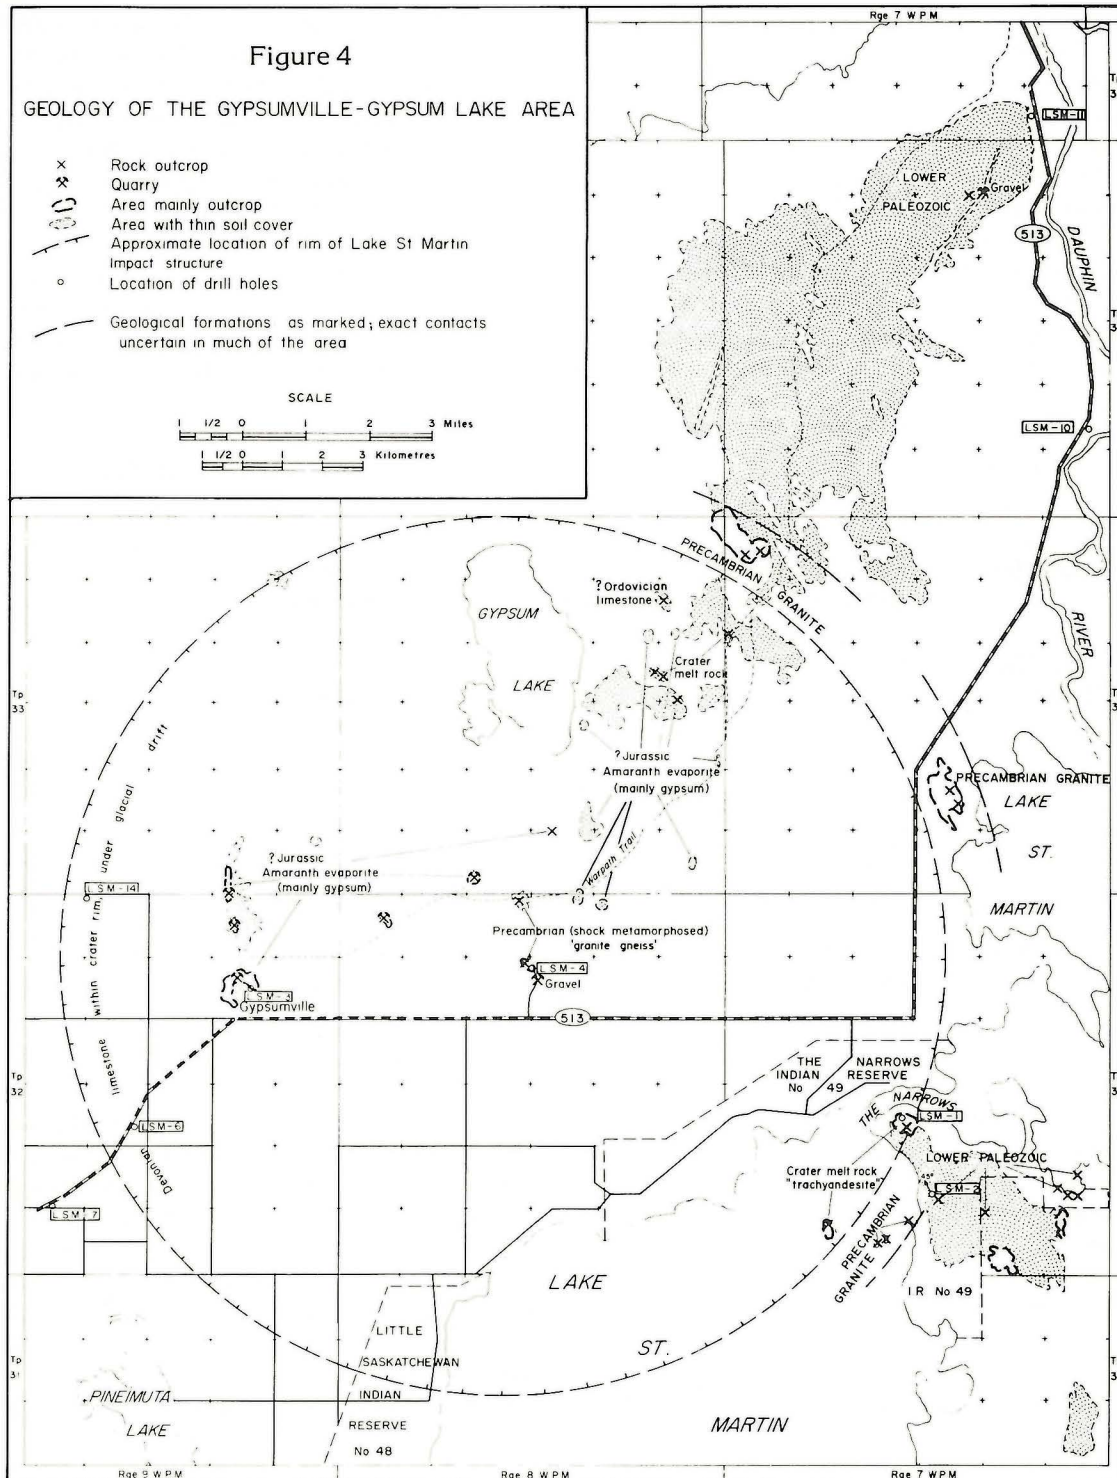 Figure 4
GEOLOGY OF THE GYPSUMVILLE-GYPSUM LAKE AREA
Rock outcrop
Quarry
Area mainly outcrop
Area with thin soil cover
Approximate location of rim of Lake St Martin
Impact structure
Location of drill holes
Geological formations as marked; exact contacts
uncertain in much of the area
SCALE
1 1/2 0 1 2 3 Miles
1 1/2 0 1 2 3 Kilometres
Rge 7 W P M
LSM-11
LOWER
PALEOZOIC
Gravel
513
DAUPHIN
LSM-10
RIVER
PRECAMBRIAN
GRANITE
? Ordovician
limestone
GYPSUM
LAKE
Crater
melt rock
Tp
33
? Jurassic
Amaranth evaporite
(mainly gypsum)
PRECAMBRIAN GRANITE
LAKE
ST.
MARTIN
Warpath Trail
? Jurassic
Amaranth evaporite
(mainly gypsum)
LSM-14
Devonian limestone within crater rim, under glacial drift
Precambrian (shock metamorphosed)
'granite gneiss'
LSM-4
Gravel
LSM-3
Gypsumville
513
THE NARROWS
INDIAN RESERVE
No 49
Tp
32
THE NARROWS
LSM-1
LSM-6
LOWER PALEOZOIC
Crater melt rock
"trachyandesite"
45°
LSM-2
LSM-7
PRECAMBRIAN
GRANITE
I R No 49
LAKE
ST.
MARTIN
LITTLE
SASKATCHEWAN
INDIAN
RESERVE
No 48
Tp
31
PINEIMUTA
LAKE
Rge 9 W P M
Rge 8 W P M
Rge 7 W P M